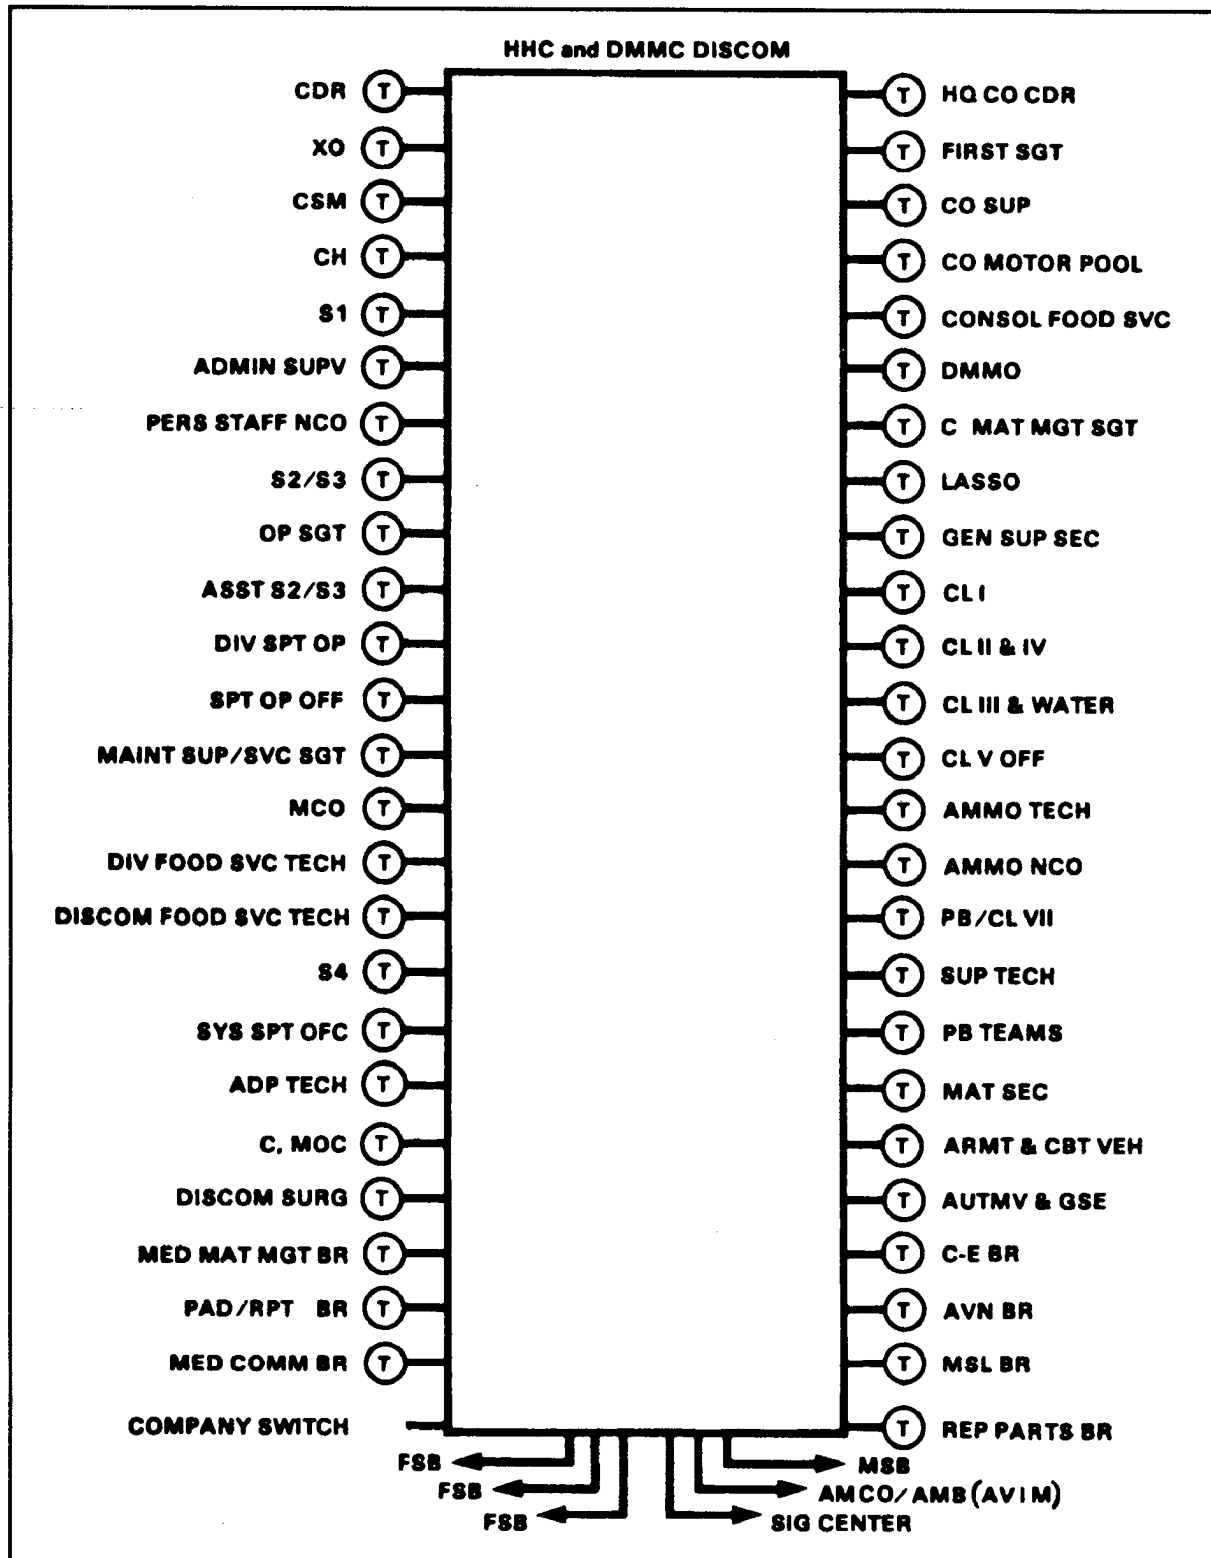 HHC and DMMC DISCOM
CDR T
XO T
CSM T
CH T
S1 T
ADMIN SUPV T
PERS STAFF NCO T
S2/S3 T
OP SGT T
ASST S2/S3 T
DIV SPT OP T
SPT OP OFF T
MAINT SUP/SVC SGT T
MCO T
DIV FOOD SVC TECH T
DISCOM FOOD SVC TECH T
S4 T
SYS SPT OFC T
ADP TECH T
C, MOC T
DISCOM SURG T
MED MAT MGT BR T
PAD/RPT BR T
MED COMM BR T
COMPANY SWITCH
T HQ CO CDR
T FIRST SGT
T CO SUP
T CO MOTOR POOL
T CONSOL FOOD SVC
T DMMO
T C MAT MGT SGT
T LASSO
T GEN SUP SEC
T CL I
T CL II & IV
T CL III & WATER
T CL V OFF
T AMMO TECH
T AMMO NCO
T PB/CL VII
T SUP TECH
T PB TEAMS
T MAT SEC
T ARMT & CBT VEH
T AUTMV & GSE
T C-E BR
T AVN BR
T MSL BR
T REP PARTS BR
FSB
FSB
FSB
MSB
AMCO/AMB (AVIM)
SIG CENTER